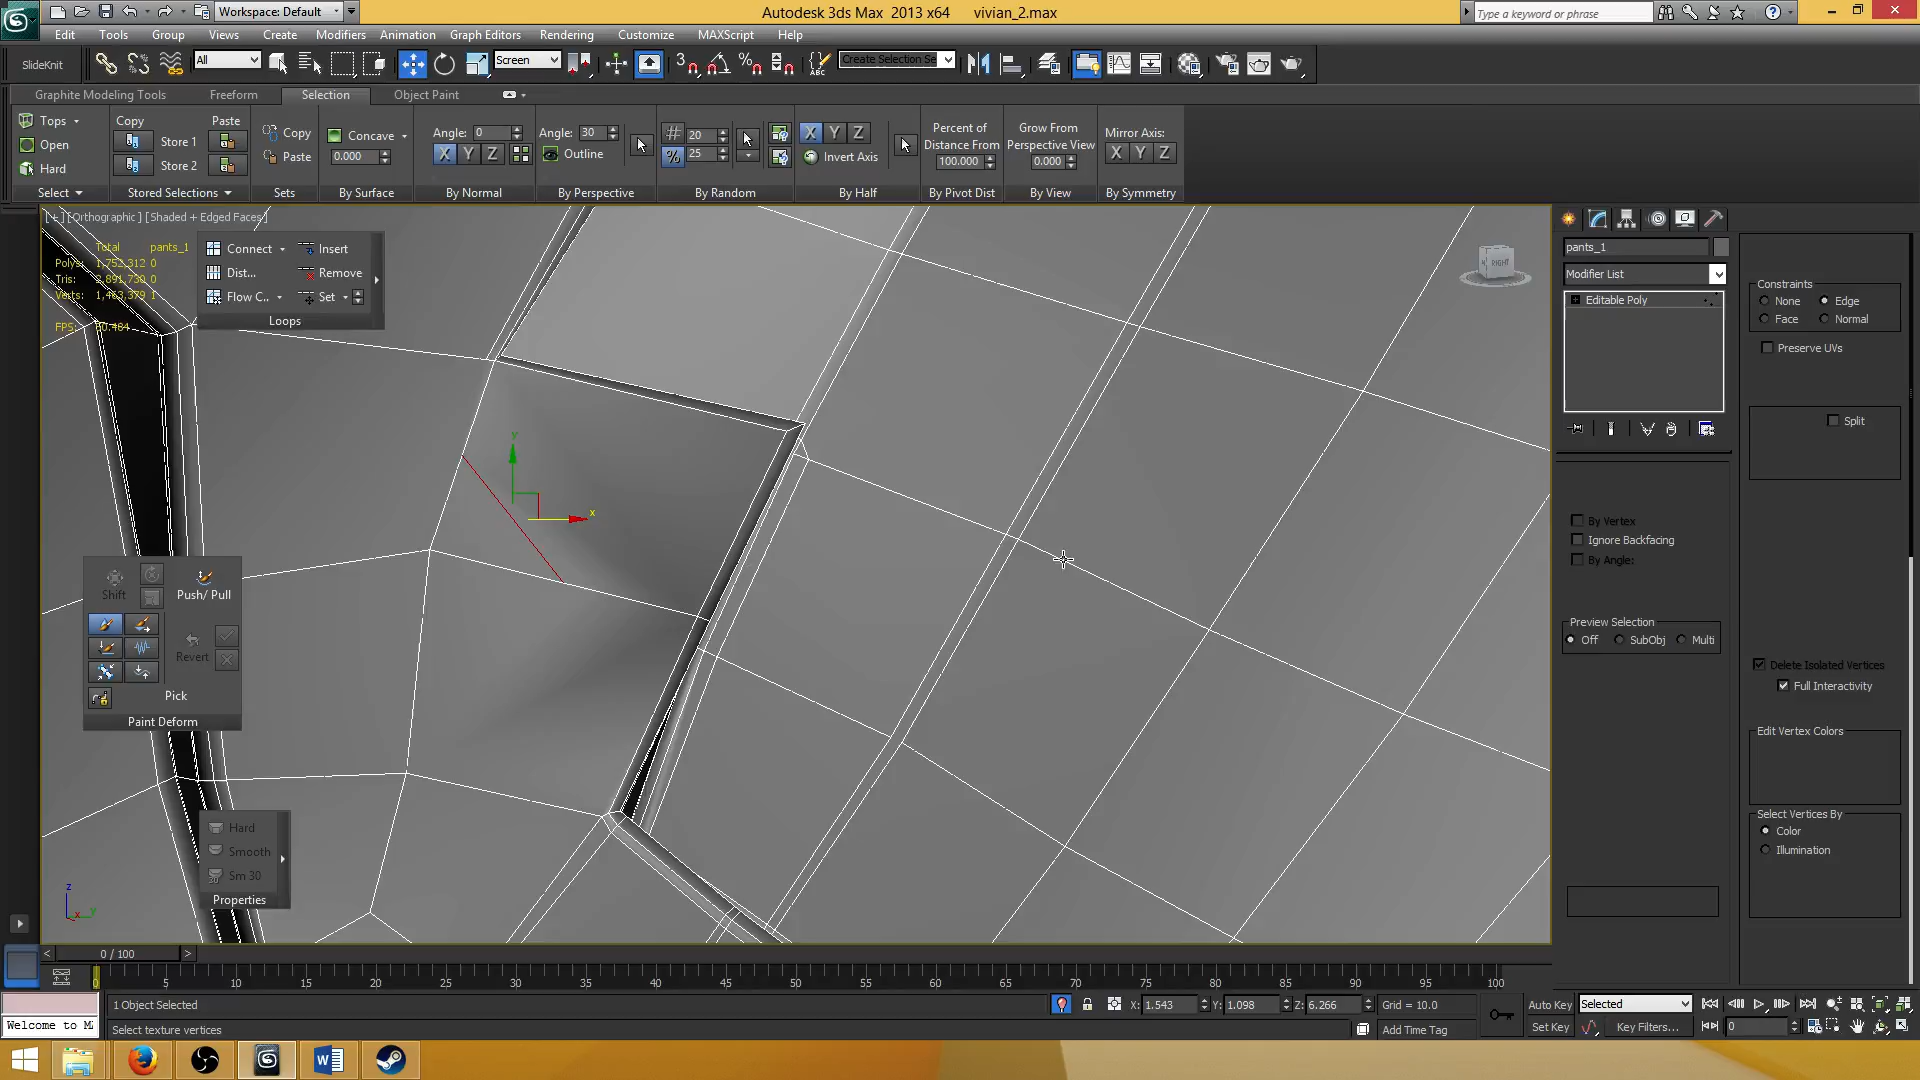 Workspace: Default
Autodesk 3ds Max 2013 x64 vivian_2.max
Type a keyword or phrase
Edit Tools Group Views Create Modifiers Animation Graph Editors Rendering Customize MAXScript Help
SlideKnit
All
Screen
Create Selection Se
Graphite Modeling Tools Freeform Selection Object Paint
Tops
Open
Hard
Select
Copy Paste
Store 1
Store 2
Stored Selections
Copy
Paste
Sets
Concave
0.000
By Surface
Angle: 0
X Y Z
By Normal
Angle: 30
Outline
By Perspective
20
% 25
By Random
X Y Z
Invert Axis
By Half
Percent of
Distance From
100.000
By Pivot Dist
Grow From
Perspective View
0.000
By View
Mirror Axis:
X Y Z
By Symmetry
[+] [Orthographic] [Shaded + Edged Faces]
Total pants_1
Polys: 1,752,312 0
Tris: 2,891,730 0
Verts: 1,463,379 1
FPS:
Connect Insert
Dist... Remove
Flow C.. Set
Loops
RIGHT
y
x
Shift
Push/ Pull
Revert
Pick
Paint Deform
Hard
Smooth
Sm 30
Properties
z
x y
pants_1
Modifier List
Editable Poly
By Vertex
Ignore Backfacing
By Angle:
Preview Selection
Off SubObj Multi
Constraints
None Edge
Face Normal
Preserve UVs
Split
Delete Isolated Vertices
Full Interactivity
Edit Vertex Colors
Select Vertices By
Color
Illumination
< 0 / 100 >
0 5 10 15 20 25 30 35 40 45 50 55 60 65 70 75 80 85 90 95 100
1 Object Selected
X: 1.543 Y: 1.098 Z: 6.266 Grid = 10.0
Auto Key Selected
Welcome to M
Select texture vertices
Add Time Tag
Set Key Key Filters... 0